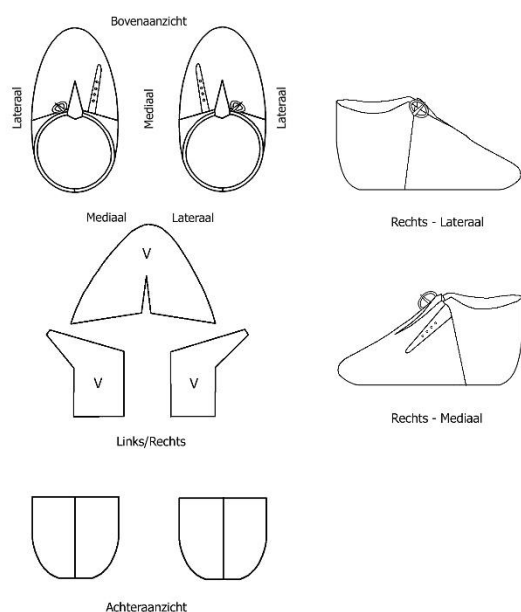 Bovenaanzicht
Lateraal
Mediaal
Lateraal
Rechts - Lateraal
Mediaal Lateraal
V
V
V
Links/Rechts
Rechts - Mediaal
Achteraanzicht